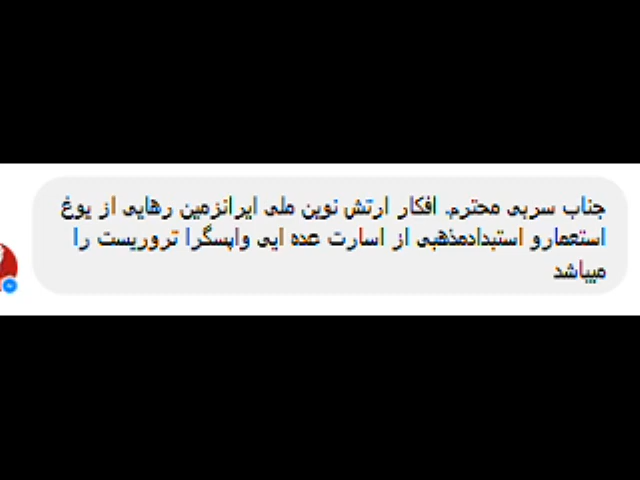 جناب سربی محترم. افکار ارتش نوین ملی ایرانزمین رهایی از یوغ
استعمارو استبدادمذهبی از اسارت عده ایی واپسگرا تروریست را
میباشد